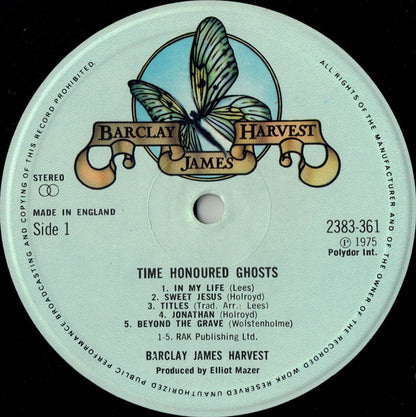 BARCLAY JAMES HARVEST
STEREO
MADE IN ENGLAND
Side 1
2383-361
Ⓟ 1975
Polydor Int.
TIME HONOURED GHOSTS
1. IN MY LIFE (Lees)
2. SWEET JESUS (Holroyd)
3. TITLES (Trad. Arr.: Lees)
4. JONATHAN (Holroyd)
5. BEYOND THE GRAVE (Wolstenholme)
1-5. RAK Publishing Ltd.
BARCLAY JAMES HARVEST
Produced by Elliot Mazer
ALL RIGHTS OF THE MANUFACTURER AND OF THE OWNER OF THE RECORDED WORK RESERVED UNAUTHORIZED PUBLIC PERFORMANCE BROADCASTING AND COPYING OF THIS RECORD PROHIBITED.